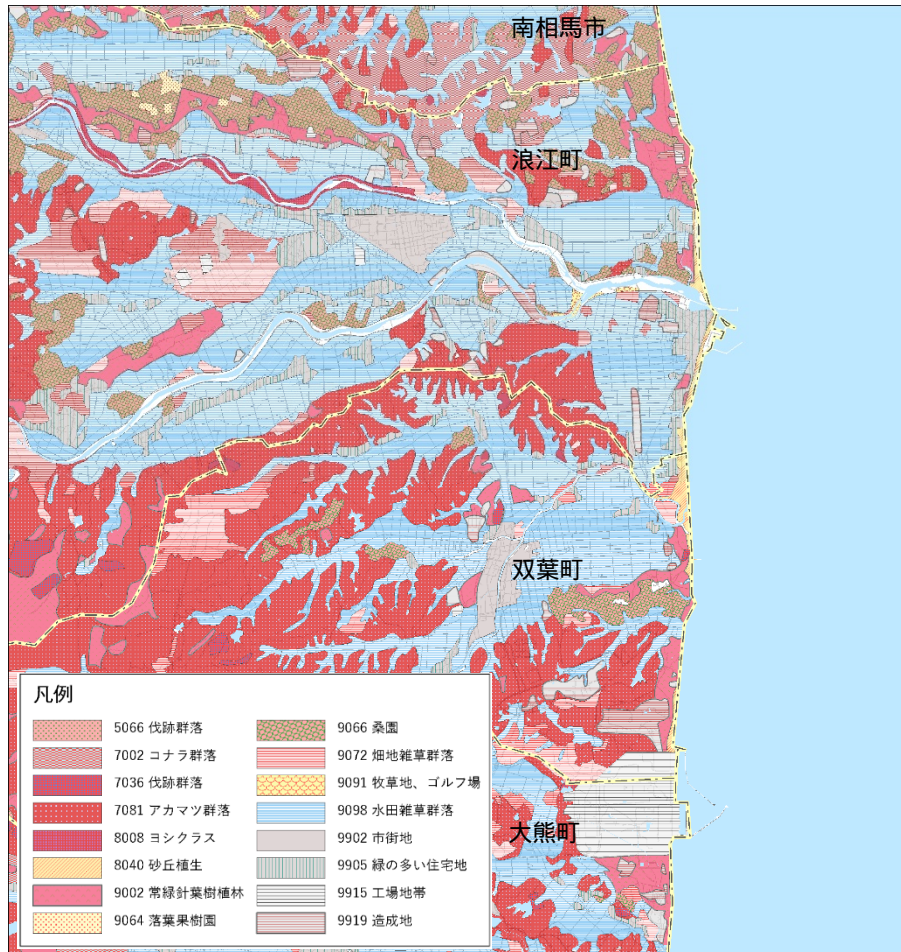 南相馬市
浪江町
双葉町
大熊町
凡例
5066 伐跡群落
7002 コナラ群落
7036 伐跡群落
7081 アカマツ群落
8008 ヨシクラス
8040 砂丘植生
9002 常緑針葉樹植林
9064 落葉果樹園
9066 桑園
9072 畑地雑草群落
9091 牧草地、ゴルフ場
9098 水田雑草群落
9902 市街地
9905 緑の多い住宅地
9915 工場地帯
9919 造成地